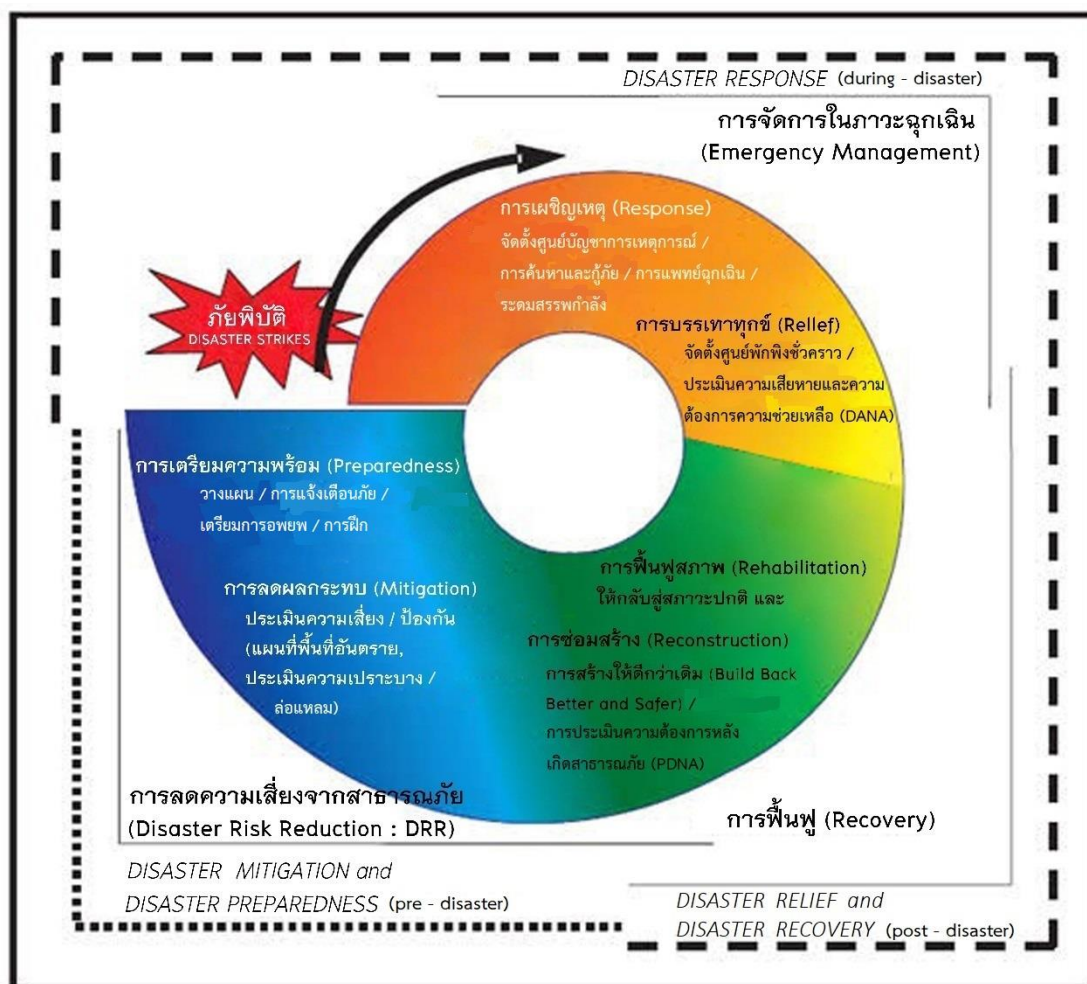 DISASTER RESPONSE (during - disaster)
การจัดการในภาวะฉุกเฉิน
(Emergency Management)
การเผชิญเหตุ (Response)
จัดตั้งศูนย์บัญชาการเหตุการณ์ /
การค้นหาและกู้ภัย / การแพทย์ฉุกเฉิน /
ระดมสรรพกำลัง
ภัยพิบัติ
DISASTER STRIKES
การบรรเทาทุกข์ (Rellef)
จัดตั้งศูนย์พักพิงชั่วคราว /
ประเมินความเสียหายและความ
ต้องการความช่วยเหลือ (DANA)
การเตรียมความพร้อม (Preparedness)
วางแผน / การแจ้งเตือนภัย /
เตรียมการอพยพ / การฝึก
การลดผลกระทบ (Mitigation)
ประเมินความเสี่ยง / ป้องกัน
(แผนที่พื้นที่อันตราย,
ประเมินความเปราะบาง /
ล่อแหลม)
การฟื้นฟูสภาพ (Rehabilitation)
ให้กลับสู่สภาวะปกติ และ
การซ่อมสร้าง (Reconstruction)
การสร้างให้ดีกว่าเดิม (Build Back
Better and Safer) /
การประเมินความต้องการหลัง
เกิดสาธารณภัย (PDNA)
การลดความเสี่ยงจากสาธารณภัย
(Disaster Risk Reduction : DRR)
การฟื้นฟู (Recovery)
DISASTER MITIGATION and
DISASTER PREPAREDNESS (pre - disaster)
DISASTER RELIEF and
DISASTER RECOVERY (post - disaster)